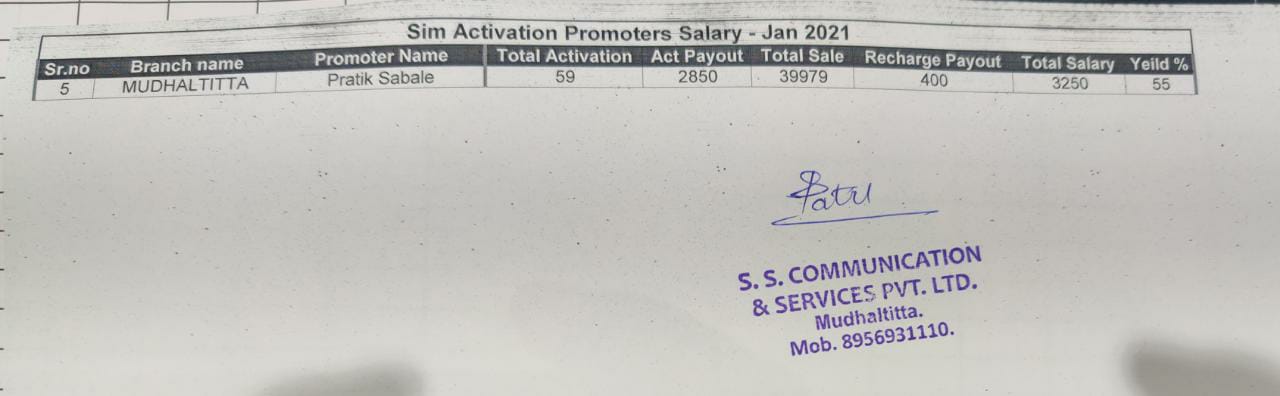 Sim Activation Promoters Salary - Jan 2021
Sr.no Branch name Promoter Name Total Activation Act Payout Total Sale Recharge Payout Total Salary Yeild %
5 MUDHALTITTA Pratik Sabale 59 2850 39979 400 3250 55
S. S. COMMUNICATION
& SERVICES PVT. LTD.
Mudhaltitta.
Mob. 8956931110.